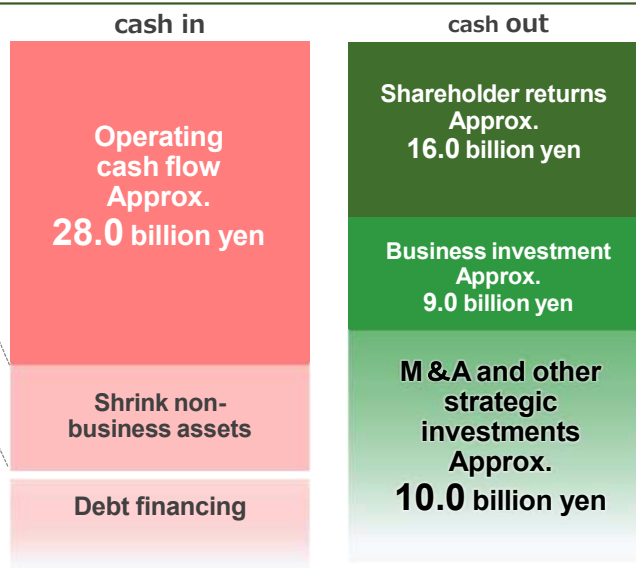 cash in
Operating
cash flow
Approx.
28.0 billion yen
Shrink non-
business assets
Debt financing
cash out
Shareholder returns
Approx.
16.0 billion yen
Business investment
Approx.
9.0 billion yen
M & A and other
strategic
investments
Approx.
10.0 billion yen